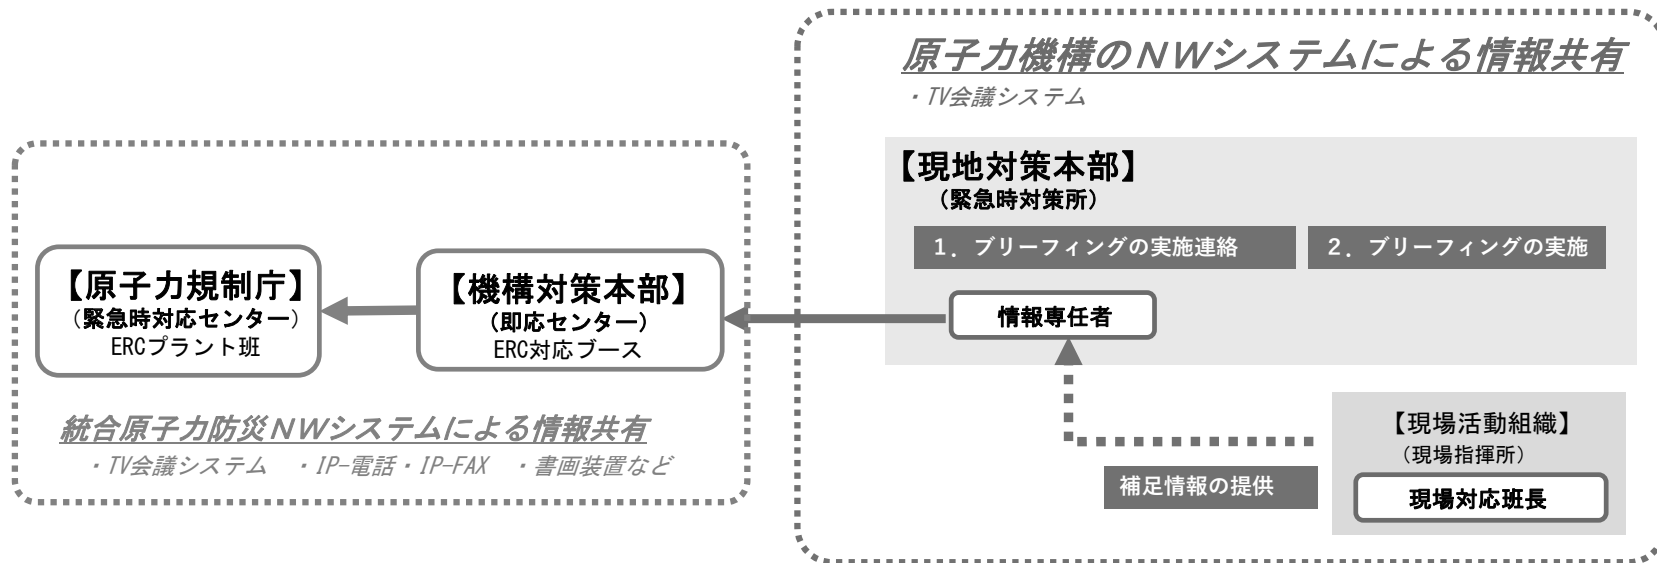 原子力機構のNWシステムによる情報共有
・TV会議システム
【現地対策本部】
（緊急時対策所）
1．ブリーフィングの実施連絡
2．ブリーフィングの実施
情報専任者
【原子力規制庁】
（緊急時対応センター）
ERCプラント班
【機構対策本部】
（即応センター）
ERC対応ブース
統合原子力防災NWシステムによる情報共有
・TV会議システム　・IP-電話・IP-FAX　・書画装置など
【現場活動組織】
（現場指揮所）
現場対応班長
補足情報の提供